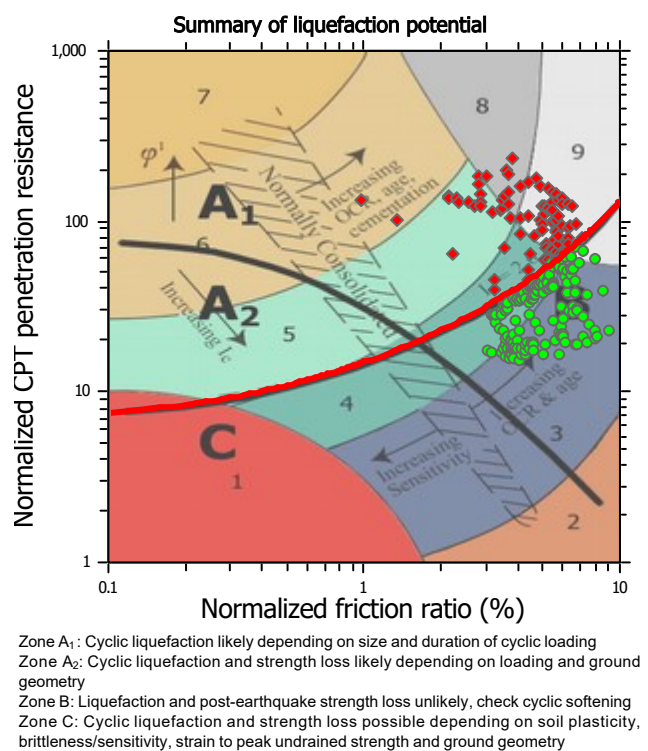 Summary of liquefaction potential
1,000
100
10
1
Normalized CPT penetration resistance
7
8
9
φ'
A1
Normally Consolidated
Increasing
OCR, age,
cementation
6
A2
Increasing Ic
5
B
4
C
1
Increasing
Sensitivity
Increasing
OCR & age
3
2
0.1
1
10
Normalized friction ratio (%)
Zone A1: Cyclic liquefaction likely depending on size and duration of cyclic loading
Zone A2: Cyclic liquefaction and strength loss likely depending on loading and ground
geometry
Zone B: Liquefaction and post-earthquake strength loss unlikely, check cyclic softening
Zone C: Cyclic liquefaction and strength loss possible depending on soil plasticity,
brittleness/sensitivity, strain to peak undrained strength and ground geometry